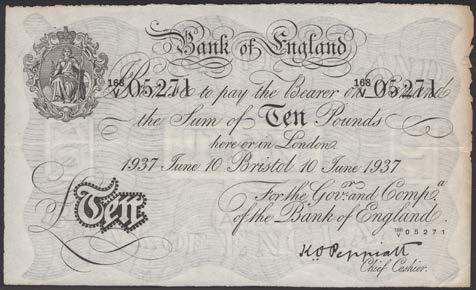 Bank of England
168/V 05271 168/V 05271
Promise to pay the Bearer on Demand
the Sum of Ten Pounds
here or in London
1937 June 10 Bristol 10 June 1937
For the Govr. and Compa.
of the Bank of England.
£Ten
168/V 05271
K.O. Peppiatt
Chief Cashier.